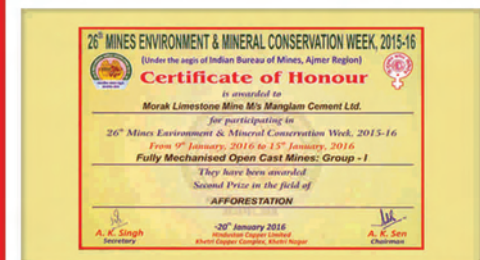 26th MINES ENVIRONMENT & MINERAL CONSERVATION WEEK, 2015-16
(Under the aegis of Indian Bureau of Mines, Ajmer Region)
Certificate of Honour
is awarded to
Morak Limestone Mine M/s Manglam Cement Ltd.
for participating in
26th Mines Environment & Mineral Conservation Week, 2015-16
From 9th January, 2016 to 15th January, 2016
Fully Mechanised Open Cast Mines: Group - I
They have been awarded
Second Prize in the field of
AFFORESTATION
A. K. Singh
Secretary
-20th January 2016
Hindustan Copper Limited
Khetri Copper Complex, Khetri Nagar
A. K. Sen
Chairman